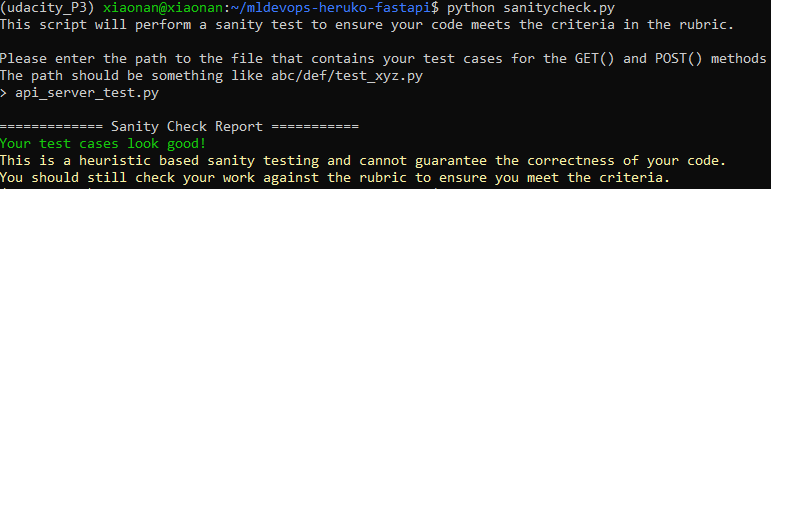 (udacity_P3) xiaonan@xiaonan:~/mldevops-heruko-fastapi$ python sanitycheck.py
This script will perform a sanity test to ensure your code meets the criteria in the rubric.
Please enter the path to the file that contains your test cases for the GET() and POST() methods
The path should be something like abc/def/test_xyz.py
> api_server_test.py
============= Sanity Check Report ===========
Your test cases look good!
This is a heuristic based sanity testing and cannot guarantee the correctness of your code.
You should still check your work against the rubric to ensure you meet the criteria.